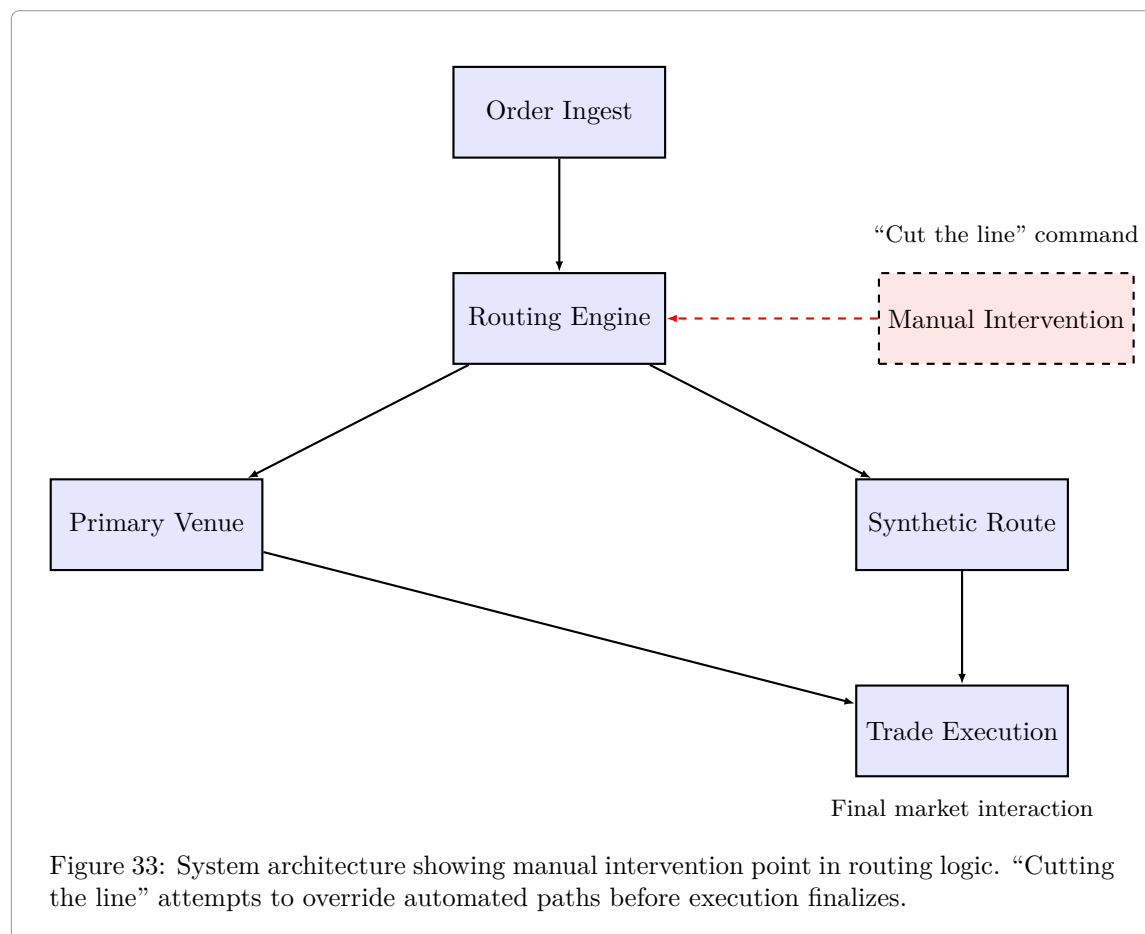 Order Ingest
“Cut the line” command
Routing Engine
Manual Intervention
Primary Venue
Synthetic Route
Trade Execution
Final market interaction
Figure 33: System architecture showing manual intervention point in routing logic. “Cutting
the line” attempts to override automated paths before execution finalizes.